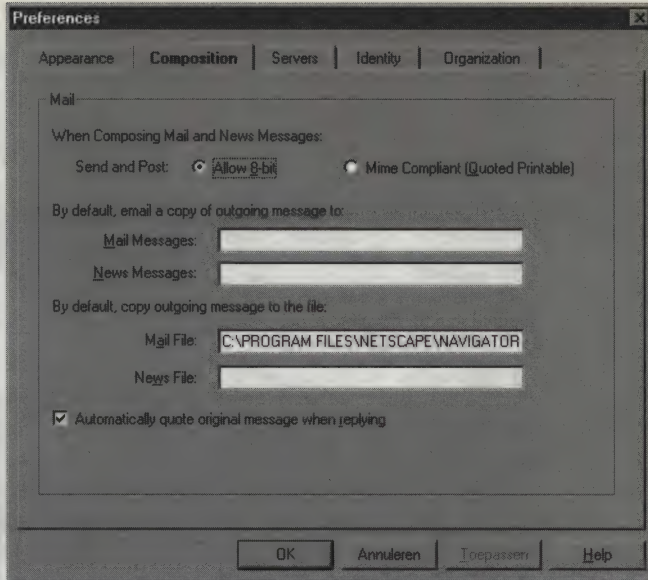 Preferences
Appearance Composition Servers Identity Organization
Mail
When Composing Mail and News Messages:
Send and Post: Allow 8-bit Mime Compliant (Quoted Printable)
By default, email a copy of outgoing message to:
Mail Messages:
News Messages:
By default, copy outgoing message to the file:
Mail File: C:\PROGRAM FILES\NETSCAPE\NAVIGATOR
News File:
Automatically quote original message when replying
OK Annuleren Toepassen Help